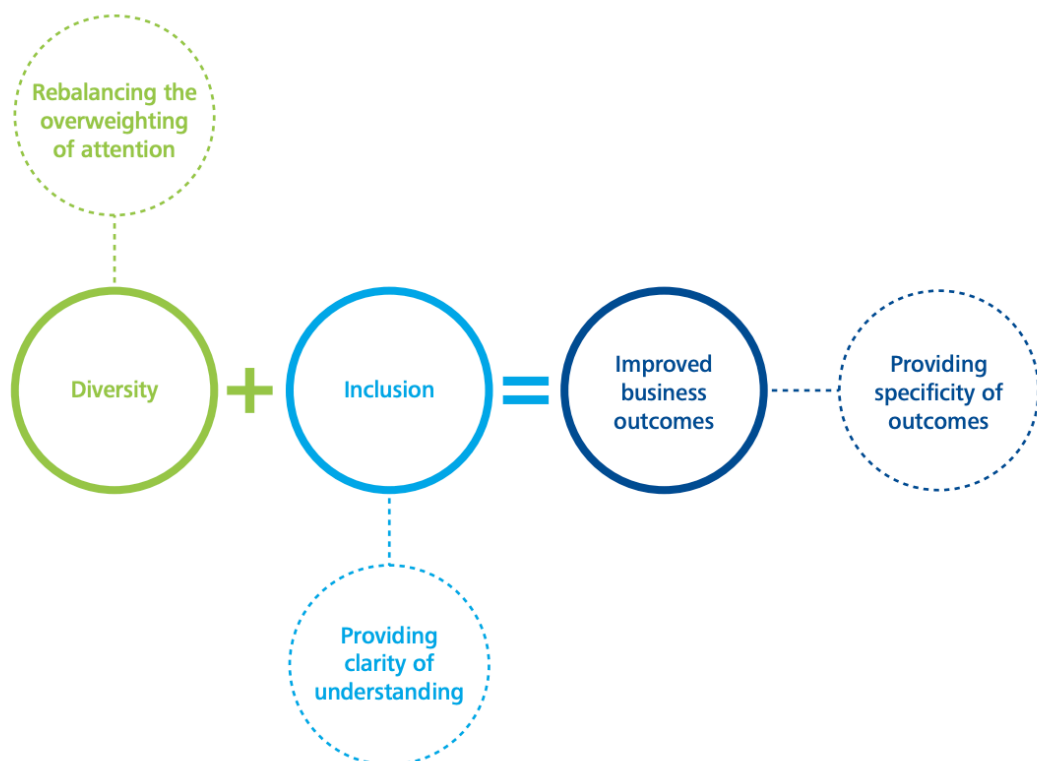 Rebalancing the
overweighting
of attention
Diversity
+
Inclusion
=
Improved
business
outcomes
Providing
specificity of
outcomes
Providing
clarity of
understanding